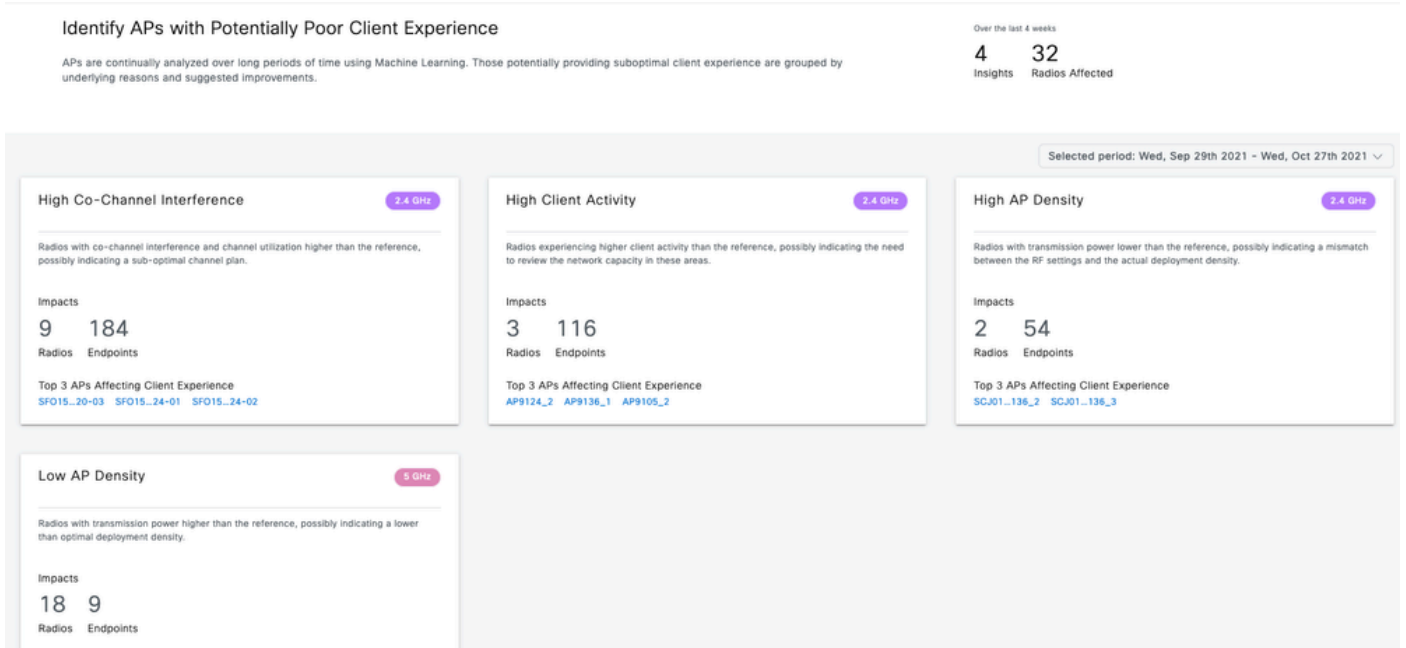 Identify APs with Potentially Poor Client Experience
APs are continually analyzed over long periods of time using Machine Learning. Those potentially providing suboptimal client experience are grouped by
underlying reasons and suggested improvements.
Over the last 4 weeks
4 32
Insights Radios Affected
Selected period: Wed, Sep 29th 2021 - Wed, Oct 27th 2021
High Co-Channel Interference
2.4 GHz
Radios with co-channel interference and channel utilization higher than the reference,
possibly indicating a sub-optimal channel plan.
Impacts
9 184
Radios Endpoints
Top 3 APs Affecting Client Experience
SFO15...20-03 SFO15...24-01 SFO15...24-02
High Client Activity
2.4 GHz
Radios experiencing higher client activity than the reference, possibly indicating the need
to review the network capacity in these areas.
Impacts
3 116
Radios Endpoints
Top 3 APs Affecting Client Experience
AP9124_2 AP9136_1 AP9105_2
High AP Density
2.4 GHz
Radios with transmission power lower than the reference, possibly indicating a mismatch
between the RF settings and the actual deployment density.
Impacts
2 54
Radios Endpoints
Top 3 APs Affecting Client Experience
SCJ01...136_2 SCJ01...136_3
Low AP Density
5 GHz
Radios with transmission power higher than the reference, possibly indicating a lower
than optimal deployment density.
Impacts
18 9
Radios Endpoints